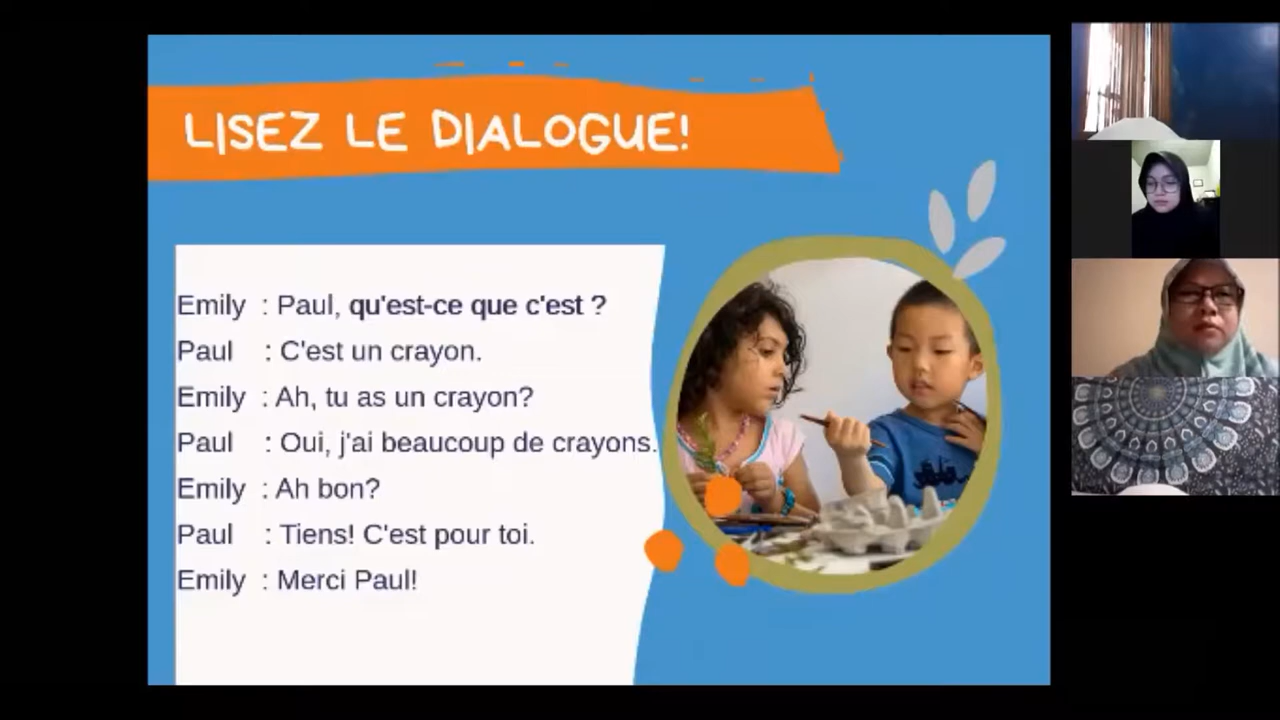 LISEZ LE DIALOGUE!
Emily : Paul, qu'est-ce que c'est ?
Paul : C'est un crayon.
Emily : Ah, tu as un crayon?
Paul : Oui, j'ai beaucoup de crayons.
Emily : Ah bon?
Paul : Tiens! C'est pour toi.
Emily : Merci Paul!